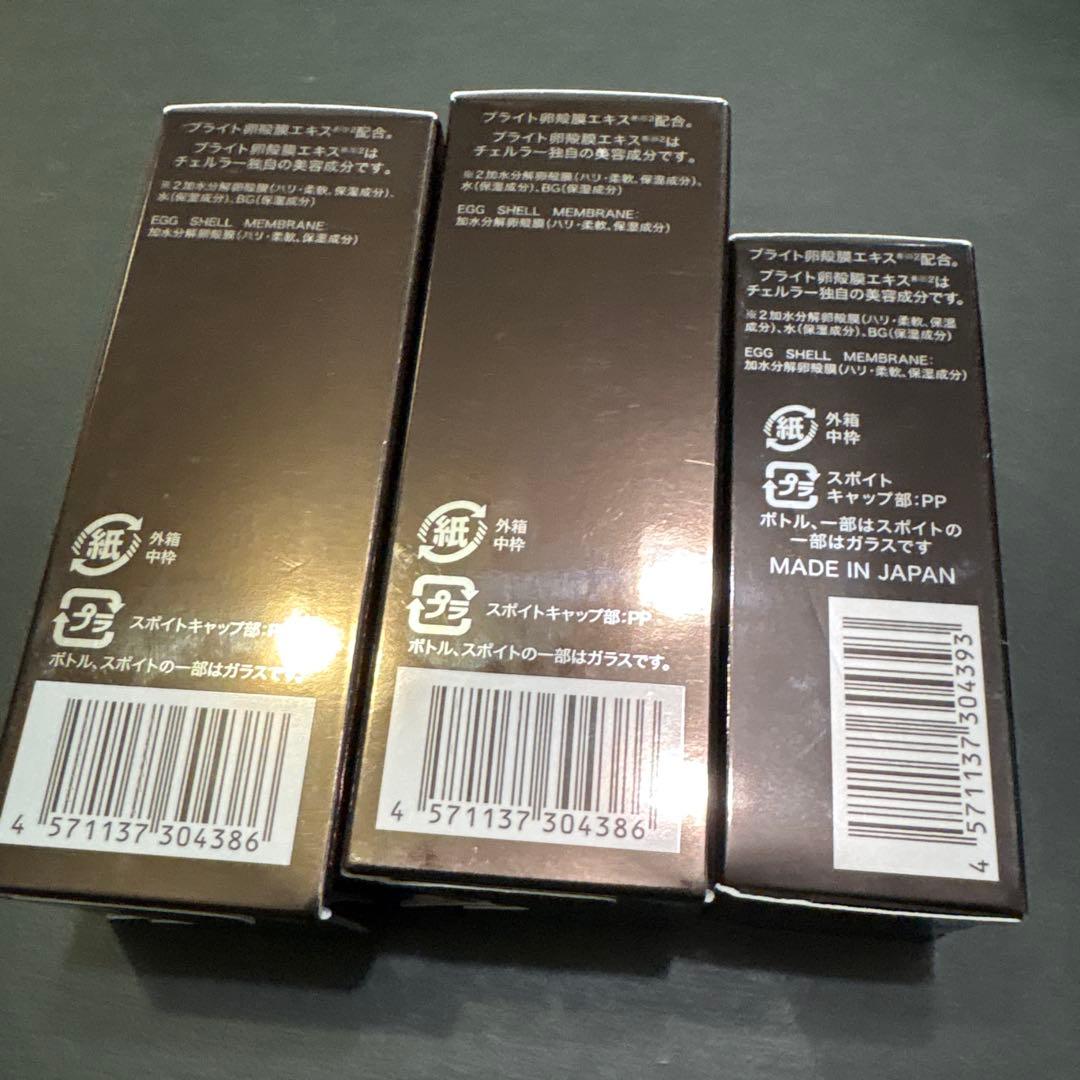 ブライト卵殻膜エキス※2配合。
ブライト卵殻膜エキス※2は
チェルラー独自の美容成分です。
※2加水分解卵殻膜(ハリ・柔軟、保湿成分)、
水(保湿成分)、BG(保湿成分)
EGG SHELL MEMBRANE:
加水分解卵殻膜(ハリ・柔軟、保湿成分)
紙
外箱
中枠
プラ
スポイトキャップ部:PP
ボトル、スポイトの一部はガラスです。
4 571137 304386
ブライト卵殻膜エキス※2配合。
ブライト卵殻膜エキス※2は
チェルラー独自の美容成分です。
※2加水分解卵殻膜(ハリ・柔軟、保湿成分)、
水(保湿成分)、BG(保湿成分)
EGG SHELL MEMBRANE:
加水分解卵殻膜(ハリ・柔軟、保湿成分)
紙
外箱
中枠
プラ
スポイトキャップ部:PP
ボトル、スポイトの一部はガラスです。
4 571137 304386
ブライト卵殻膜エキス※2配合。
ブライト卵殻膜エキス※2は
チェルラー独自の美容成分です。
※2加水分解卵殻膜(ハリ・柔軟、保湿
成分)、水(保湿成分)、BG(保湿成分)
EGG SHELL MEMBRANE:
加水分解卵殻膜(ハリ・柔軟、保湿成分)
紙
外箱
中枠
プラ
スポイト
キャップ部:PP
ボトル、一部はスポイトの
一部はガラスです
MADE IN JAPAN
4 571137 304393